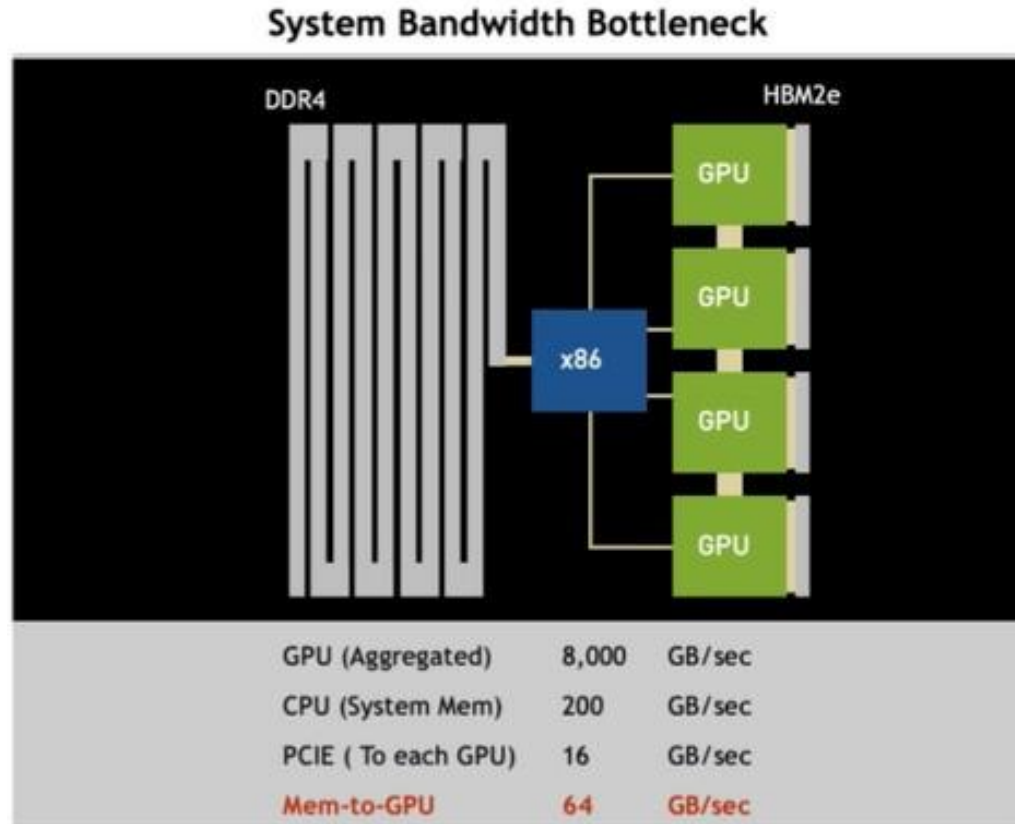 System Bandwidth Bottleneck
DDR4
HBM2e
GPU
GPU
x86
GPU
GPU
GPU (Aggregated) 8,000 GB/sec
CPU (System Mem) 200 GB/sec
PCIE ( To each GPU) 16 GB/sec
Mem-to-GPU 64 GB/sec